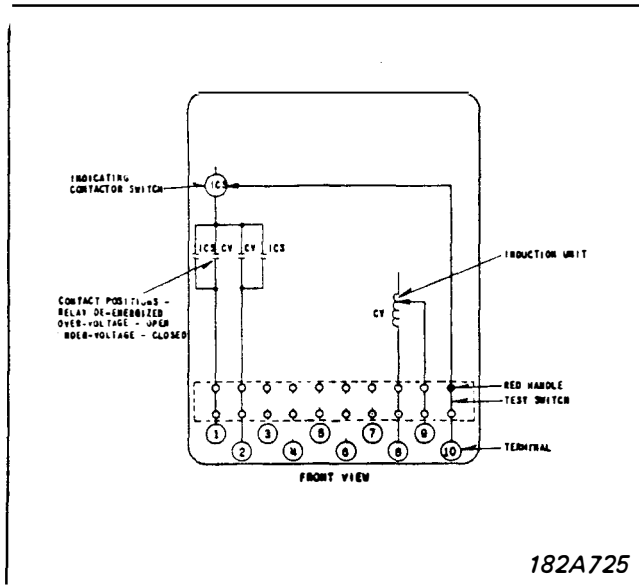 INDICATING
CONTACTOR SWITCH
ICS
ICS CV CV ICS
INDUCTION UNIT
CV
CONTACT POSITIONS -
RELAY DE-ENERGIZED
OVER-VOLTAGE - OPEN
NDER-VOLTAGE - CLOSED
RED HANDLE
TEST SWITCH
1 3 5 7 9
2 4 6 8 10
TERMINAL
FRONT VIEW
182A725